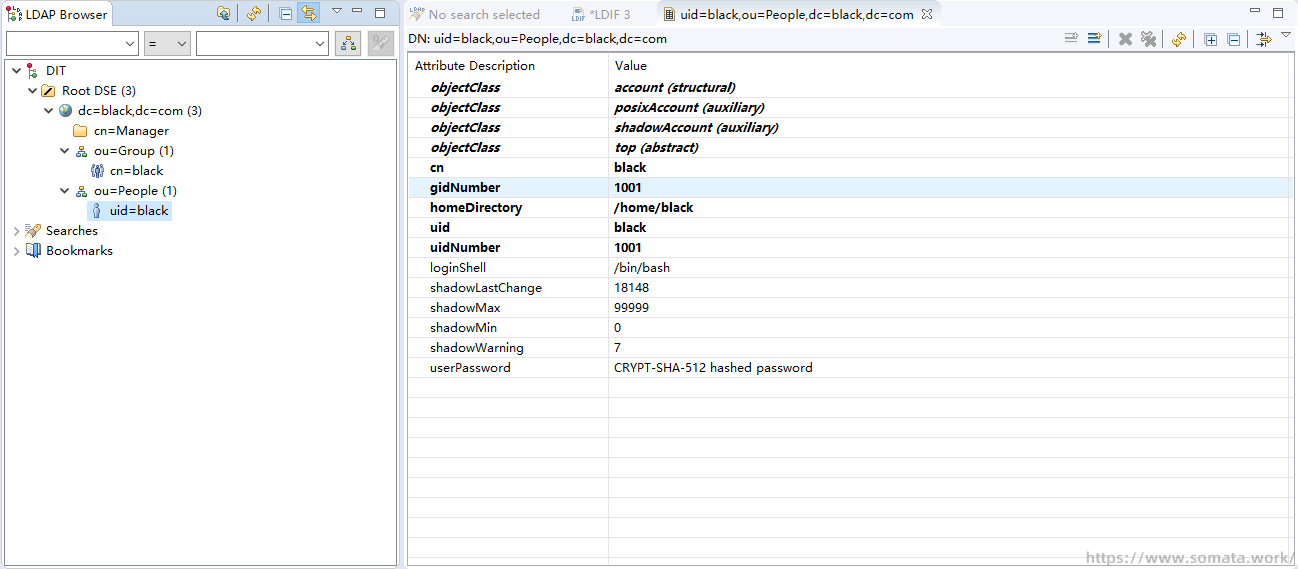 LDAP Browser
=
DIT
Root DSE (3)
dc=black,dc=com (3)
cn=Manager
ou=Group (1)
cn=black
ou=People (1)
uid=black
Searches
Bookmarks
No search selected
LDIF *LDIF 3
uid=black,ou=People,dc=black,dc=com
DN: uid=black,ou=People,dc=black,dc=com
Attribute Description Value
objectClass account (structural)
objectClass posixAccount (auxiliary)
objectClass shadowAccount (auxiliary)
objectClass top (abstract)
cn black
gidNumber 1001
homeDirectory /home/black
uid black
uidNumber 1001
loginShell /bin/bash
shadowLastChange 18148
shadowMax 99999
shadowMin 0
shadowWarning 7
userPassword CRYPT-SHA-512 hashed password
https://www.somata.work/